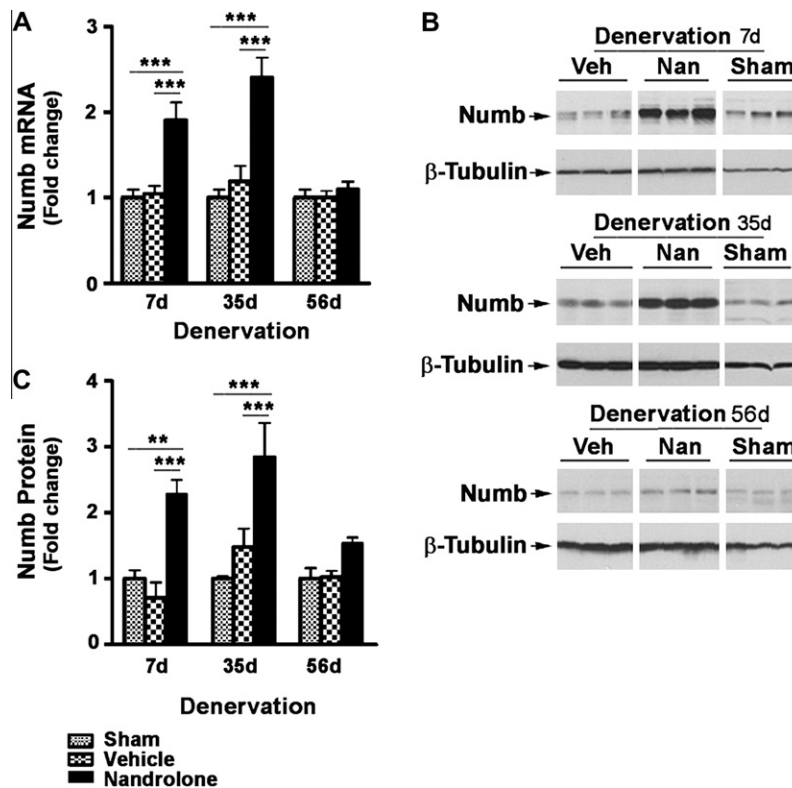 A
Numb mRNA
(Fold change)
3
2
1
0
***
***
***
***
7d 35d 56d
Denervation
B
Denervation 7d
Veh Nan Sham
Numb
β-Tubulin
Denervation 35d
Veh Nan Sham
Numb
β-Tubulin
Denervation 56d
Veh Nan Sham
Numb
β-Tubulin
C
Numb Protein
(Fold change)
4
3
2
1
0
**
***
***
***
7d 35d 56d
Denervation
Sham
Vehicle
Nandrolone